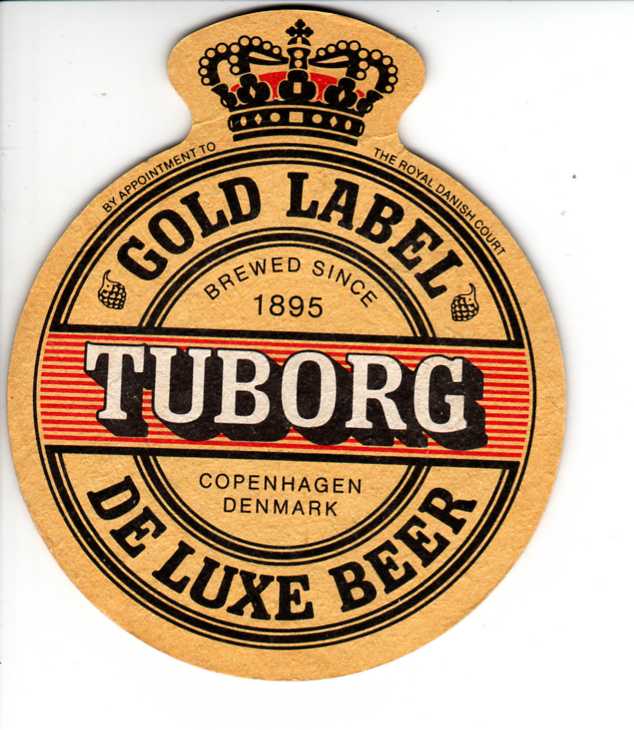 BY APPOINTMENT TO THE ROYAL DANISH COURT
GOLD LABEL
BREWED SINCE
1895
TUBORG
COPENHAGEN
DENMARK
DE LUXE BEER